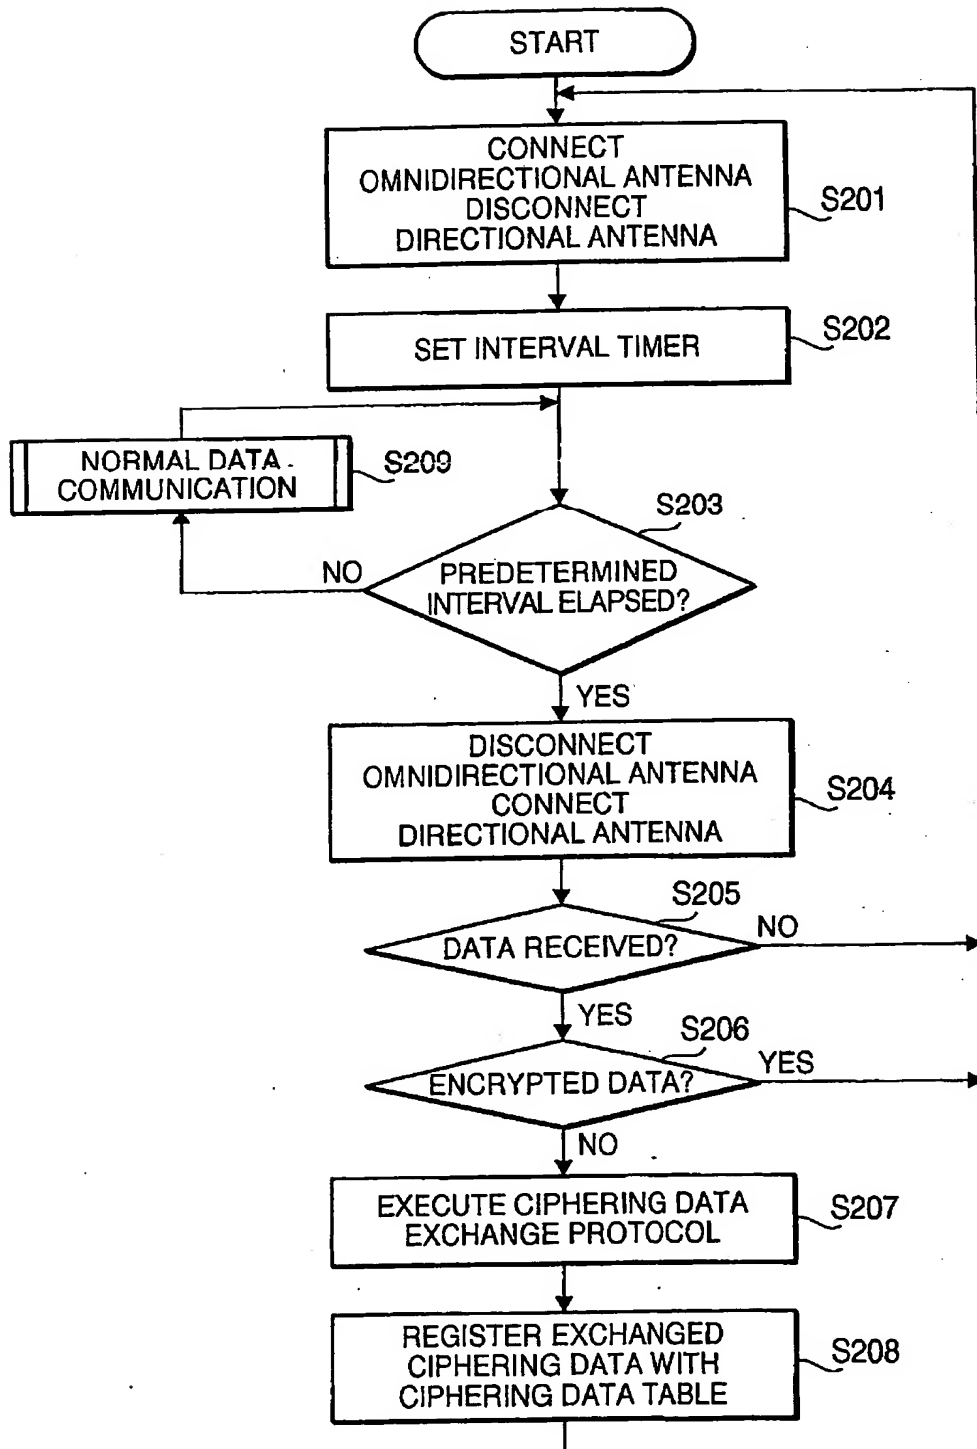 START
CONNECT
OMNIDIRECTIONAL ANTENNA
DISCONNECT
DIRECTIONAL ANTENNA
S201
SET INTERVAL TIMER
S202
NORMAL DATA
COMMUNICATION
S209
S203
NO
PREDETERMINED
INTERVAL ELAPSED?
YES
DISCONNECT
OMNIDIRECTIONAL ANTENNA
CONNECT
DIRECTIONAL ANTENNA
S204
S205
DATA RECEIVED?
NO
YES
S206
ENCRYPTED DATA?
YES
NO
EXECUTE CIPHERING DATA
EXCHANGE PROTOCOL
S207
REGISTER EXCHANGED
CIPHERING DATA WITH
CIPHERING DATA TABLE
S208